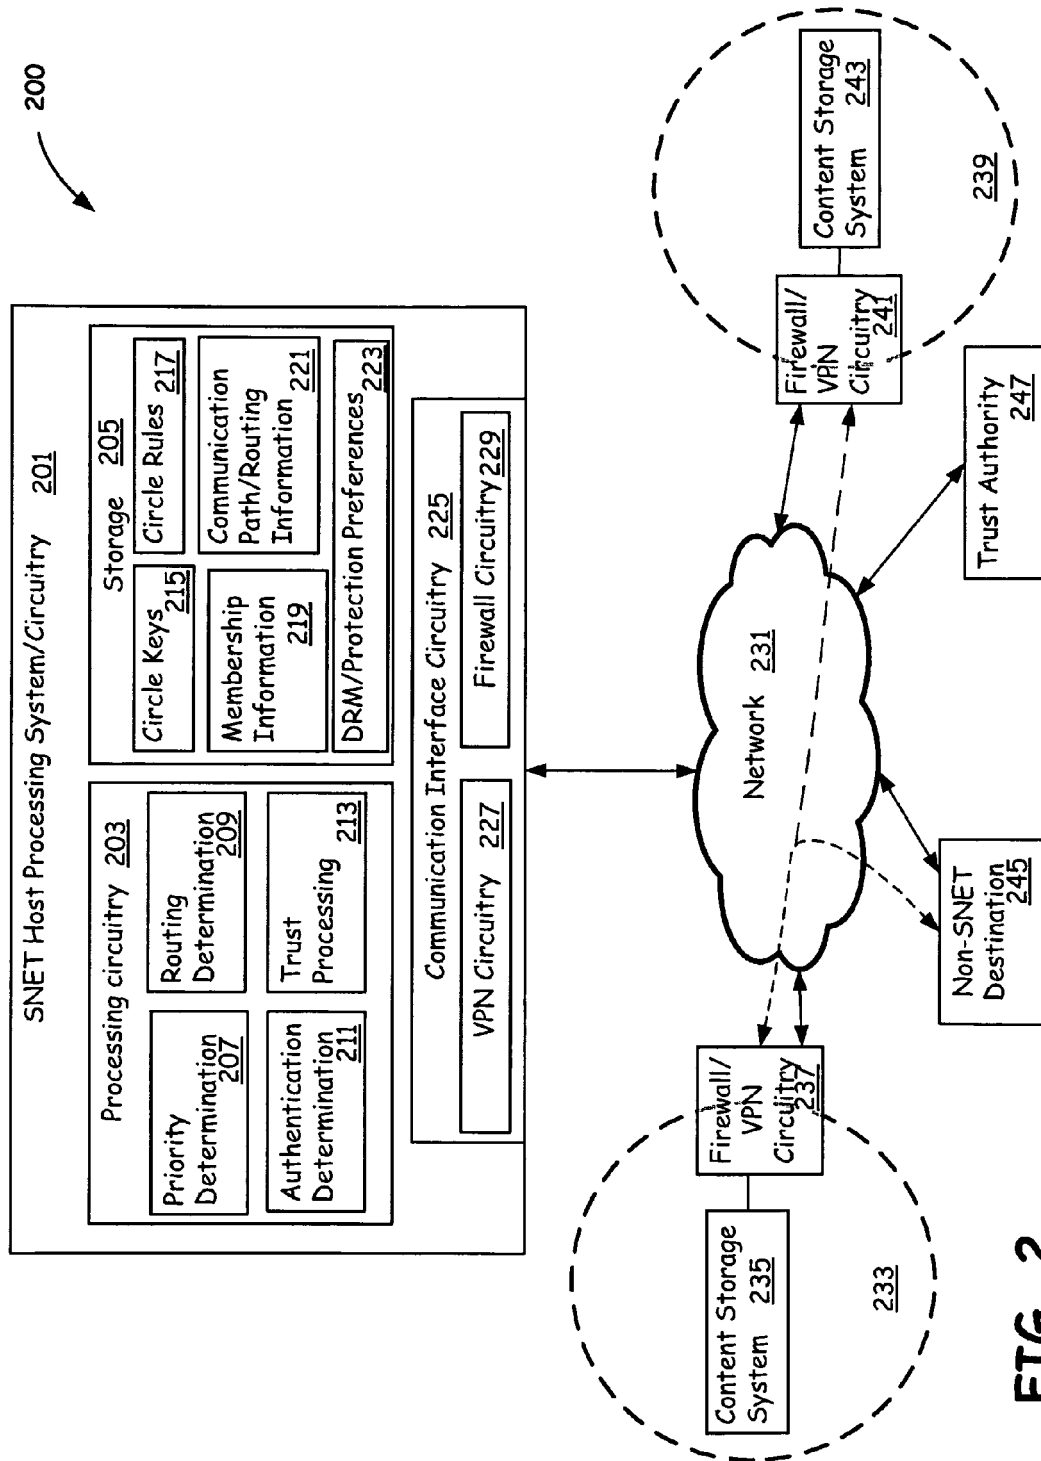 200
SNET Host Processing System/Circuitry 201
Processing circuitry 203
Priority
Determination
207
Routing
Determination
209
Authentication
Determination
211
Trust
Processing
213
Storage 205
Circle Keys
215
Circle Rules
217
Membership
Information
219
Communication
Path/Routing
Information
221
DRM/Protection Preferences
223
Communication Interface Circuitry 225
VPN Circuitry 227
Firewall Circuitry 229
Network 231
Firewall/
VPN
Circuitry
237
Content Storage
System 235
233
Firewall/
VPN
Circuitry
241
Content Storage
System 243
239
Non-SNET
Destination
245
Trust Authority
247
FIG. 2